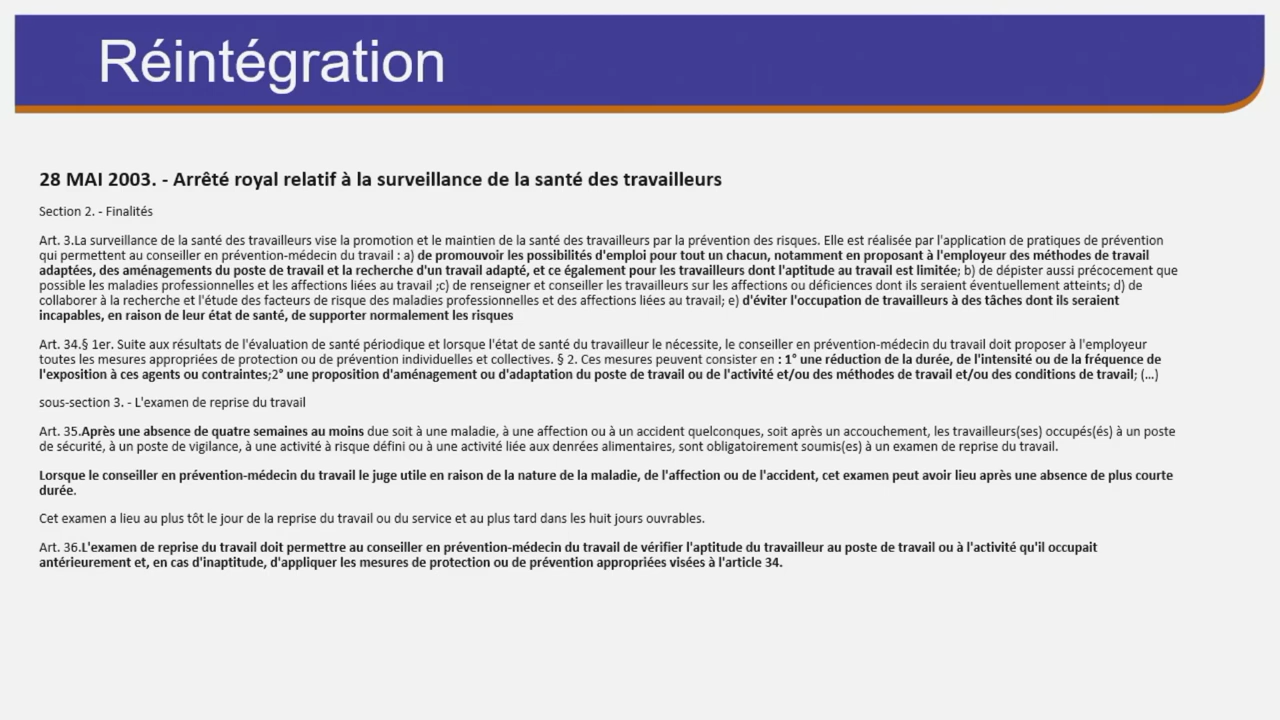 Réintégration
28 MAI 2003. - Arrêté royal relatif à la surveillance de la santé des travailleurs
Section 2. - Finalités
Art. 3.La surveillance de la santé des travailleurs vise la promotion et le maintien de la santé des travailleurs par la prévention des risques. Elle est réalisée par l'application de pratiques de prévention
qui permettent au conseiller en prévention-médecin du travail : a) de promouvoir les possibilités d'emploi pour tout un chacun, notamment en proposant à l'employeur des méthodes de travail
adaptées, des aménagements du poste de travail et la recherche d'un travail adapté, et ce également pour les travailleurs dont l'aptitude au travail est limitée; b) de dépister aussi précocement que
possible les maladies professionnelles et les affections liées au travail ;c) de renseigner et conseiller les travailleurs sur les affections ou déficiences dont ils seraient éventuellement atteints; d) de
collaborer à la recherche et l'étude des facteurs de risque des maladies professionnelles et des affections liées au travail; e) d'éviter l'occupation de travailleurs à des tâches dont ils seraient
incapables, en raison de leur état de santé, de supporter normalement les risques
Art. 34.§ 1er. Suite aux résultats de l'évaluation de santé périodique et lorsque l'état de santé du travailleur le nécessite, le conseiller en prévention-médecin du travail doit proposer à l'employeur
toutes les mesures appropriées de protection ou de prévention individuelles et collectives. § 2. Ces mesures peuvent consister en : 1° une réduction de la durée, de l'intensité ou de la fréquence de
l'exposition à ces agents ou contraintes;2° une proposition d'aménagement ou d'adaptation du poste de travail ou de l'activité et/ou des méthodes de travail et/ou des conditions de travail; (...)
sous-section 3. - L'examen de reprise du travail
Art. 35.Après une absence de quatre semaines au moins due soit à une maladie, à une affection ou à un accident quelconques, soit après un accouchement, les travailleurs(ses) occupés(és) à un poste
de sécurité, à un poste de vigilance, à une activité à risque défini ou à une activité liée aux denrées alimentaires, sont obligatoirement soumis(es) à un examen de reprise du travail.
Lorsque le conseiller en prévention-médecin du travail le juge utile en raison de la nature de la maladie, de l'affection ou de l'accident, cet examen peut avoir lieu après une absence de plus courte
durée.
Cet examen a lieu au plus tôt le jour de la reprise du travail ou du service et au plus tard dans les huit jours ouvrables.
Art. 36.L'examen de reprise du travail doit permettre au conseiller en prévention-médecin du travail de vérifier l'aptitude du travailleur au poste de travail ou à l'activité qu'il occupait
antérieurement et, en cas d'inaptitude, d'appliquer les mesures de protection ou de prévention appropriées visées à l'article 34.